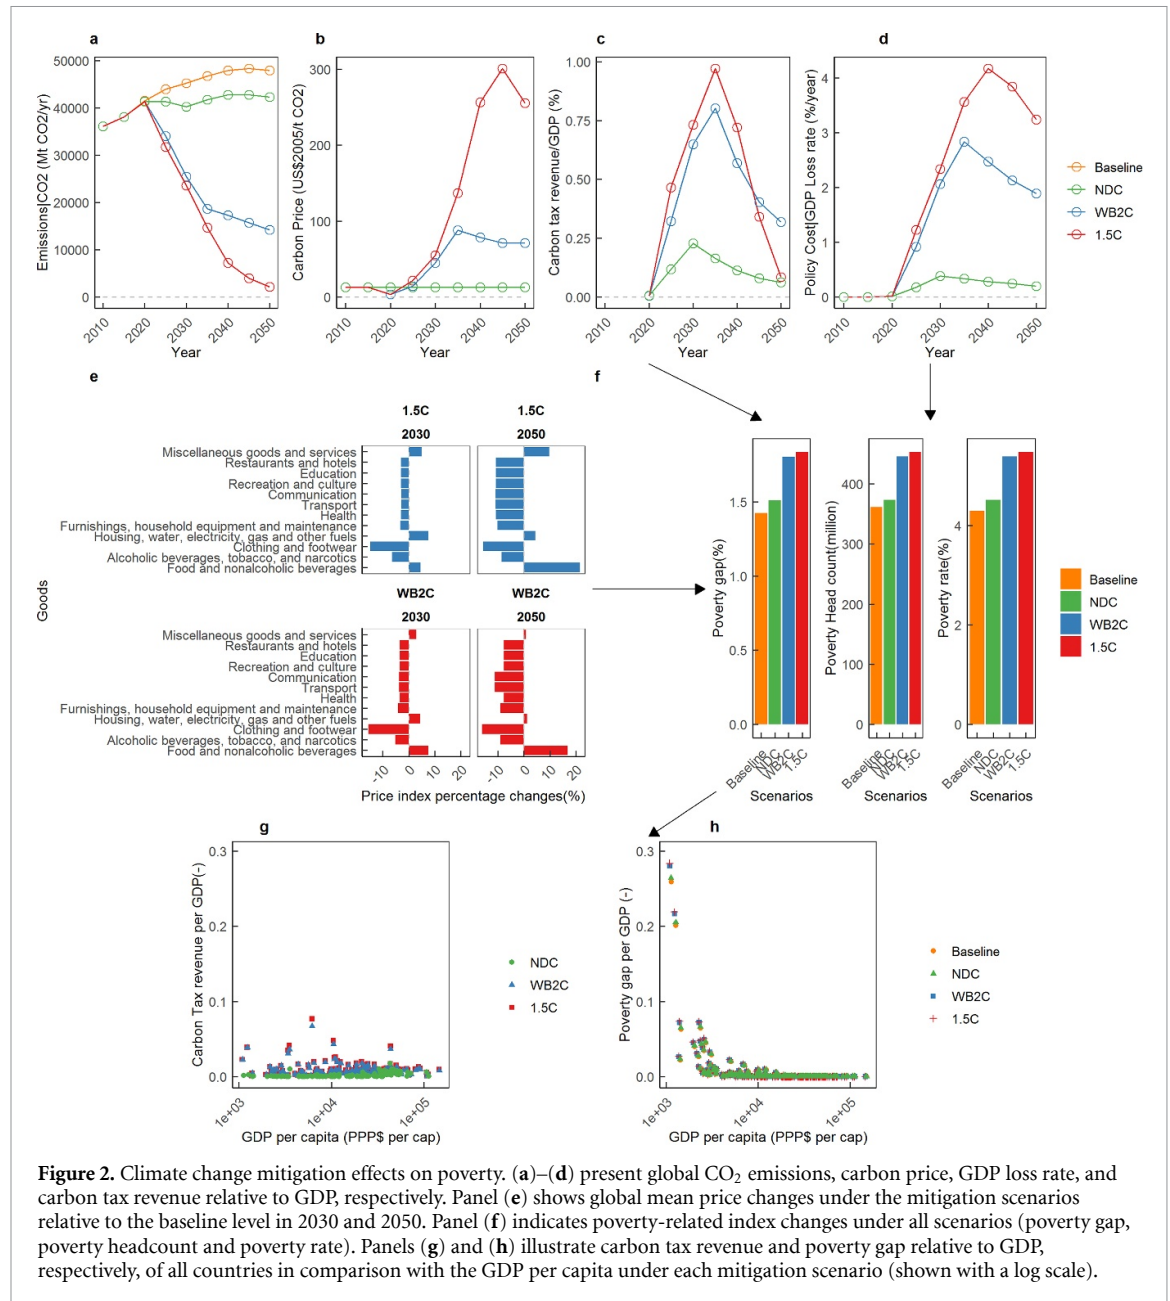 a
b
c
d
50000
40000
30000
20000
10000
0
Emissions|CO2 (Mt CO2/yr)
2010
2020
2030
2040
2050
Year
300
200
100
0
Carbon Price (US$2005/t CO2)
2010
2020
2030
2040
2050
Year
1.00
0.75
0.50
0.25
0.00
Carbon tax revenue/GDP (%)
2010
2020
2030
2040
2050
Year
4
3
2
1
0
Policy Cost|GDP Loss rate (%/year)
2010
2020
2030
2040
2050
Year
Baseline
NDC
WB2C
1.5C
e
f
Goods
1.5C
2030
1.5C
2050
Miscellaneous goods and services
Restaurants and hotels
Education
Recreation and culture
Communication
Transport
Health
Furnishings, household equipment and maintenance
Housing, water, electricity, gas and other fuels
Clothing and footwear
Alcoholic beverages, tobacco, and narcotics
Food and nonalcoholic beverages
WB2C
2030
WB2C
2050
Miscellaneous goods and services
Restaurants and hotels
Education
Recreation and culture
Communication
Transport
Health
Furnishings, household equipment and maintenance
Housing, water, electricity, gas and other fuels
Clothing and footwear
Alcoholic beverages, tobacco, and narcotics
Food and nonalcoholic beverages
-10
0
10
20
-10
0
10
20
Price index percentage changes(%)
Poverty gap(%)
1.5
1.0
0.5
0.0
Baseline
NDC
WB2C
1.5C
Scenarios
Poverty Head count(million)
400
300
200
100
0
Baseline
NDC
WB2C
1.5C
Scenarios
Poverty rate(%)
4
2
0
Baseline
NDC
WB2C
1.5C
Scenarios
Baseline
NDC
WB2C
1.5C
g
h
Carbon Tax revenue per GDP(-)
0.3
0.2
0.1
0.0
1e+03
1e+04
1e+05
GDP per capita (PPP$ per cap)
NDC
WB2C
1.5C
Poverty gap per GDP (-)
0.3
0.2
0.1
0.0
1e+03
1e+04
1e+05
GDP per capita (PPP$ per cap)
Baseline
NDC
WB2C
1.5C
Figure 2. Climate change mitigation effects on poverty. (a)–(d) present global CO2 emissions, carbon price, GDP loss rate, and
carbon tax revenue relative to GDP, respectively. Panel (e) shows global mean price changes under the mitigation scenarios
relative to the baseline level in 2030 and 2050. Panel (f) indicates poverty-related index changes under all scenarios (poverty gap,
poverty headcount and poverty rate). Panels (g) and (h) illustrate carbon tax revenue and poverty gap relative to GDP,
respectively, of all countries in comparison with the GDP per capita under each mitigation scenario (shown with a log scale).